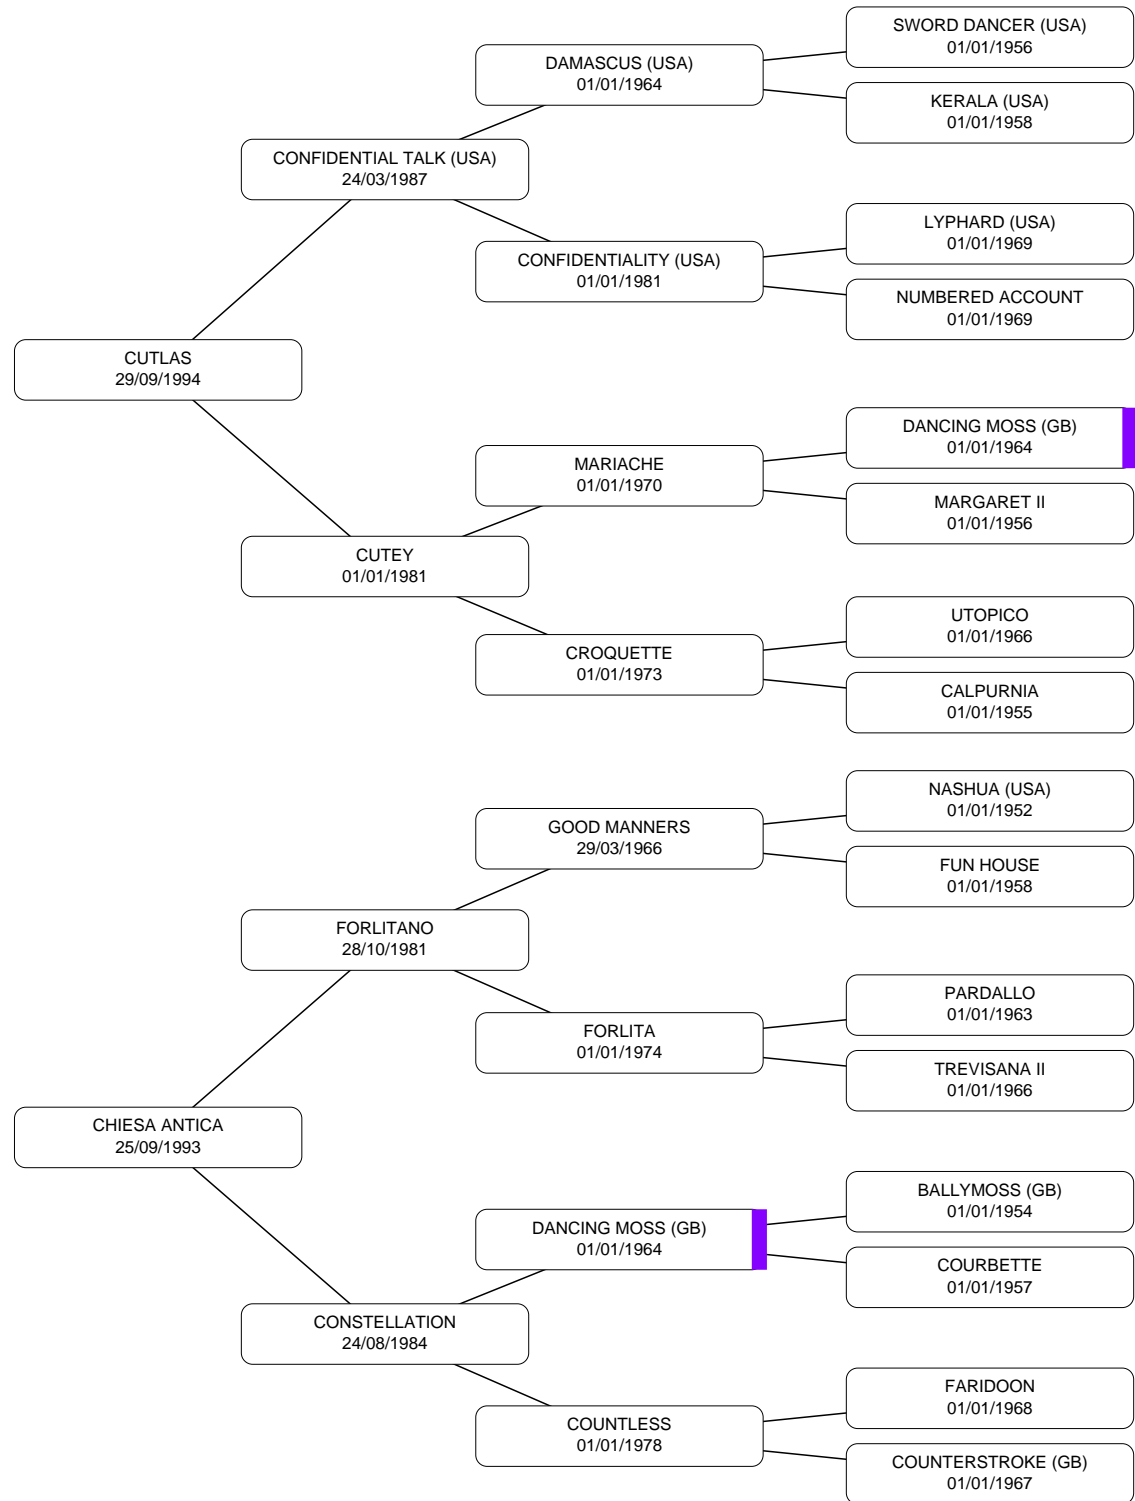 SWORD DANCER (USA)
01/01/1956
DAMASCUS (USA)
01/01/1964
KERALA (USA)
01/01/1958
CONFIDENTIAL TALK (USA)
24/03/1987
LYPHARD (USA)
01/01/1969
CONFIDENTIALITY (USA)
01/01/1981
NUMBERED ACCOUNT
01/01/1969
CUTLAS
29/09/1994
DANCING MOSS (GB)
01/01/1964
MARIACHE
01/01/1970
MARGARET II
01/01/1956
CUTEY
01/01/1981
UTOPICO
01/01/1966
CROQUETTE
01/01/1973
CALPURNIA
01/01/1955
NASHUA (USA)
01/01/1952
GOOD MANNERS
29/03/1966
FUN HOUSE
01/01/1958
FORLITANO
28/10/1981
PARDALLO
01/01/1963
FORLITA
01/01/1974
TREVISANA II
01/01/1966
CHIESA ANTICA
25/09/1993
BALLYMOSS (GB)
01/01/1954
DANCING MOSS (GB)
01/01/1964
COURBETTE
01/01/1957
CONSTELLATION
24/08/1984
FARIDOON
01/01/1968
COUNTLESS
01/01/1978
COUNTERSTROKE (GB)
01/01/1967